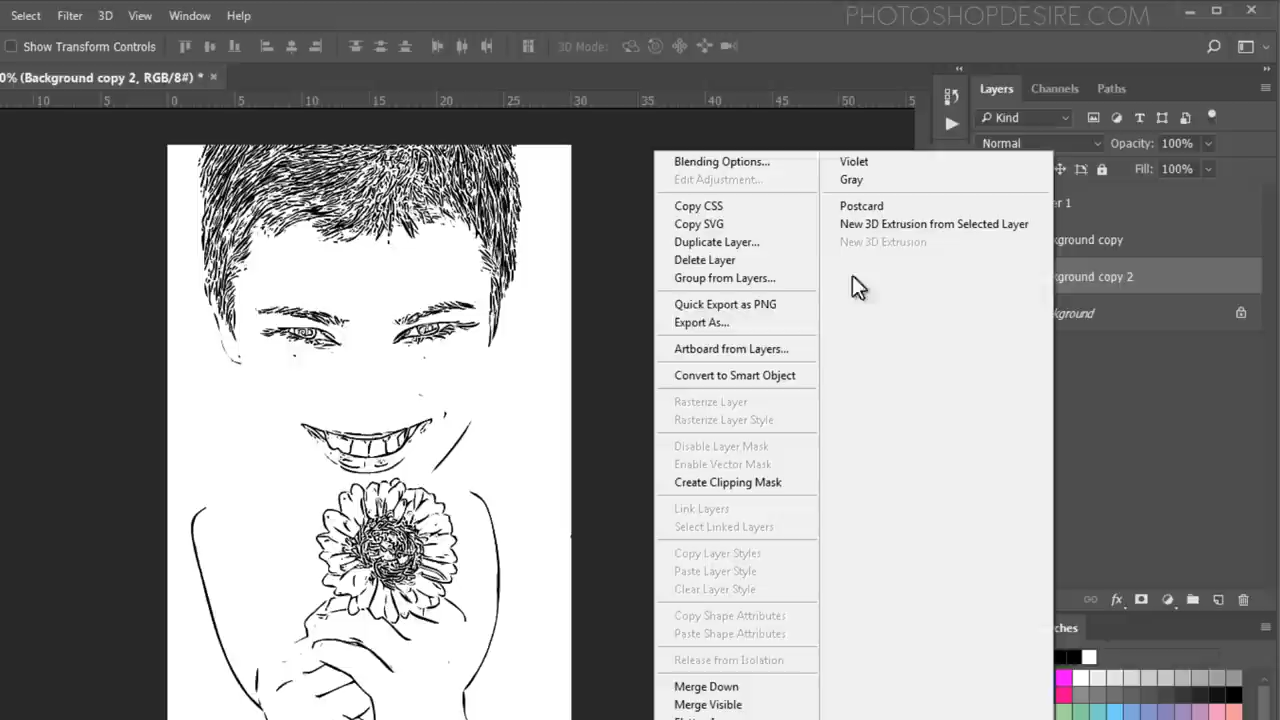 PHOTOSHOPDESIRE.COM
Select Filter 3D View Window Help
Show Transform Controls
3D Mode:
0% (Background copy 2, RGB/8#) *
10 5 0 5 10 15 20 25 30 35 40 45 50 5
Layers Channels Paths
Kind
Normal Opacity: 100%
Fill: 100%
er 1
kground copy
kground copy 2
kground
Blending Options...
Edit Adjustment...
Copy CSS
Copy SVG
Duplicate Layer...
Delete Layer
Group from Layers...
Quick Export as PNG
Export As...
Artboard from Layers...
Convert to Smart Object
Rasterize Layer
Rasterize Layer Style
Disable Layer Mask
Enable Vector Mask
Create Clipping Mask
Link Layers
Select Linked Layers
Copy Layer Styles
Paste Layer Style
Clear Layer Style
Copy Shape Attributes
Paste Shape Attributes
Release from Isolation
Merge Down
Merge Visible
Violet
Gray
Postcard
New 3D Extrusion from Selected Layer
New 3D Extrusion
fx
ches